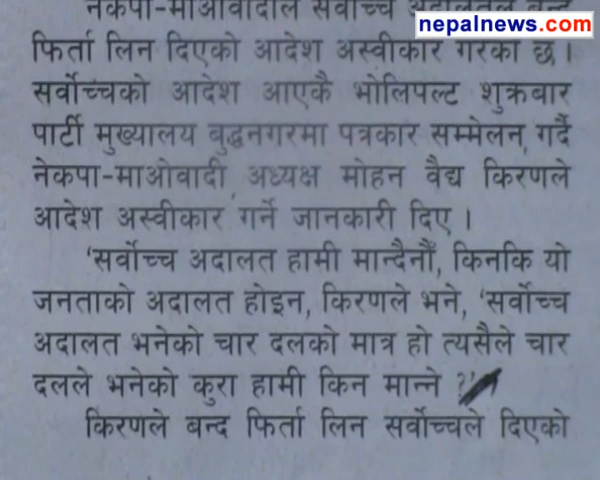 nepalnews.com
नेकपा-माओवादीले सर्वोच्च अदालतले बन्द
फिर्ता लिन दिएको आदेश अस्वीकार गरेको छ ।
सर्वोच्चको आदेश आएकै भोलिपल्ट शुक्रबार
पार्टी मुख्यालय बुद्धनगरमा पत्रकार सम्मेलन गर्दै
नेकपा-माओवादी अध्यक्ष मोहन वैद्य किरणले
आदेश अस्वीकार गर्ने जानकारी दिए ।
'सर्वोच्च अदालत हामी मान्दैनौँ, किनकि यो
जनताको अदालत होइन, किरणले भने, 'सर्वोच्च
अदालत भनेको चार दलको मात्र हो त्यसैले चार
दलले भनेको कुरा हामी किन मान्ने ?'
किरणले बन्द फिर्ता लिन सर्वोच्चले दिएको